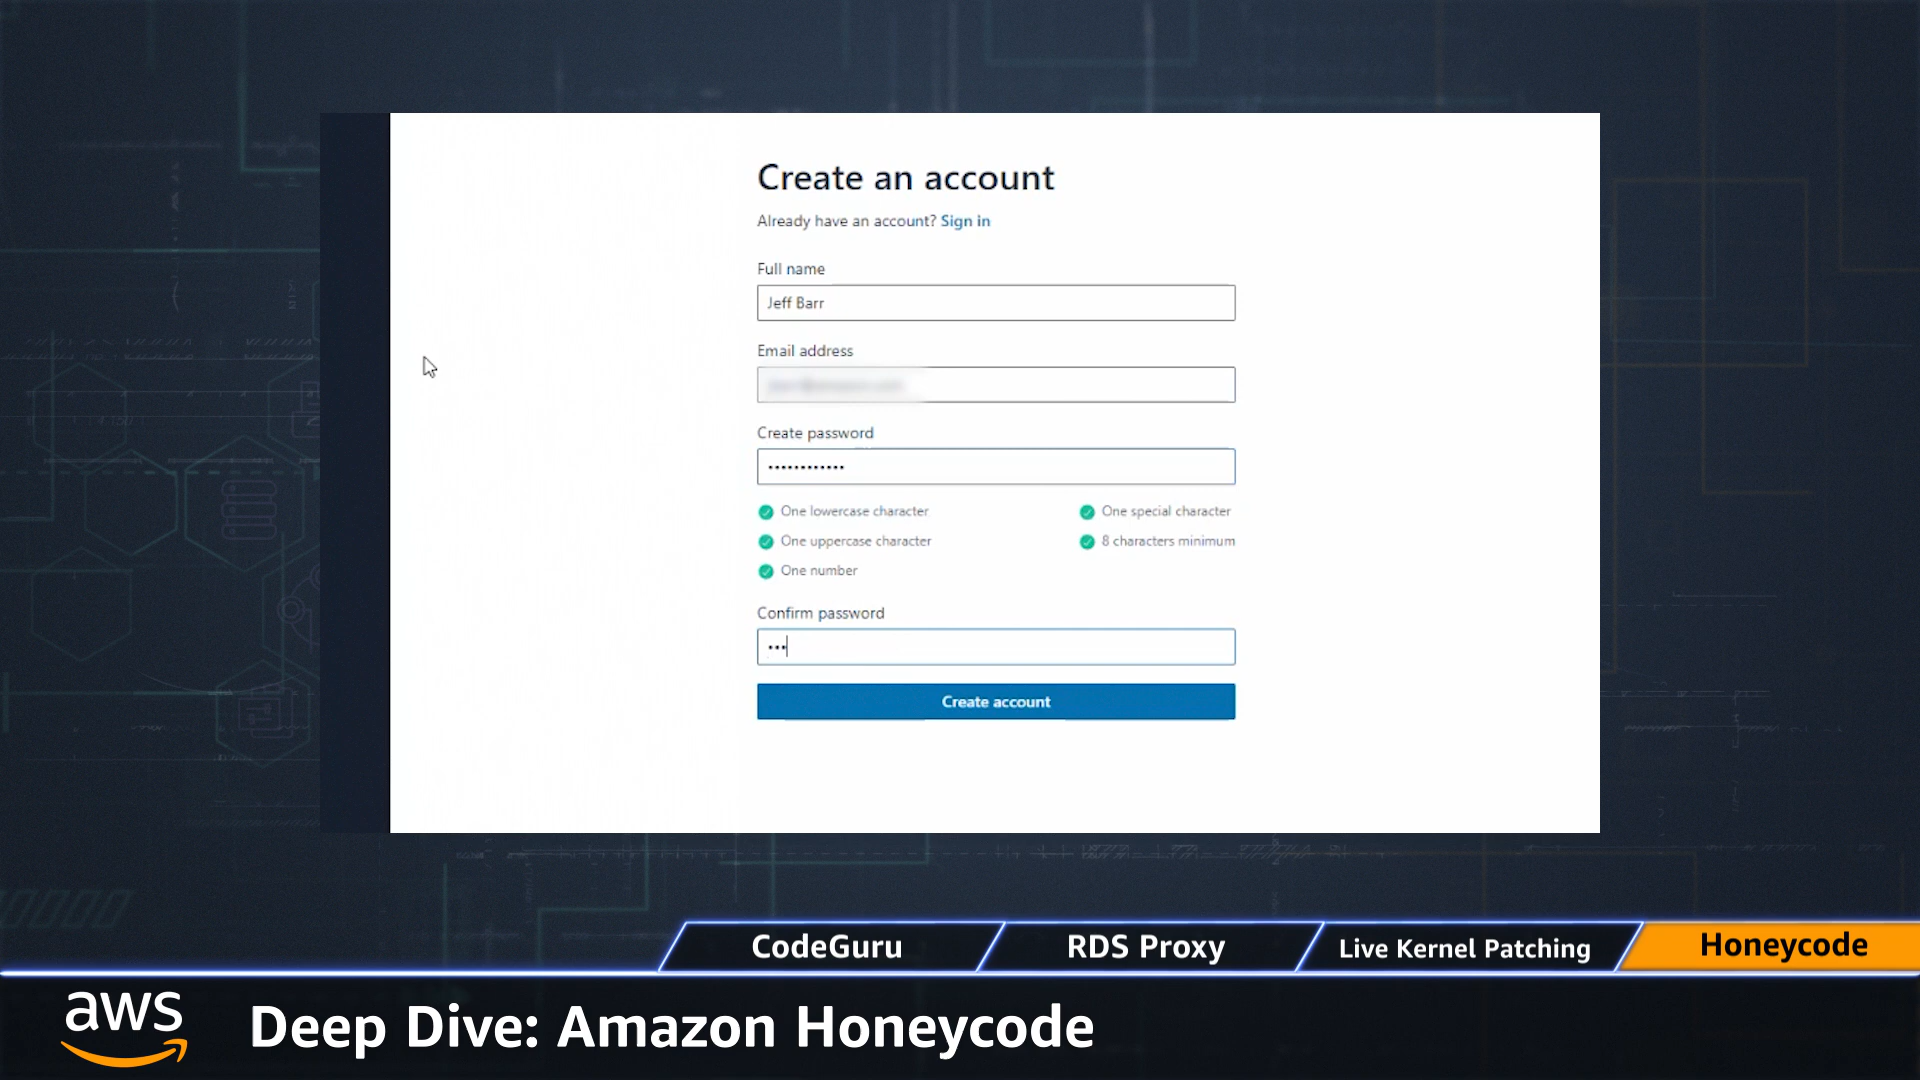 Create an account
Already have an account? Sign in
Full name
Jeff Barr
Email address
Create password
••••••••••••
One lowercase character
One special character
One uppercase character
8 characters minimum
One number
Confirm password
•••
Create account
CodeGuru
RDS Proxy
Live Kernel Patching
Honeycode
aws
Deep Dive: Amazon Honeycode